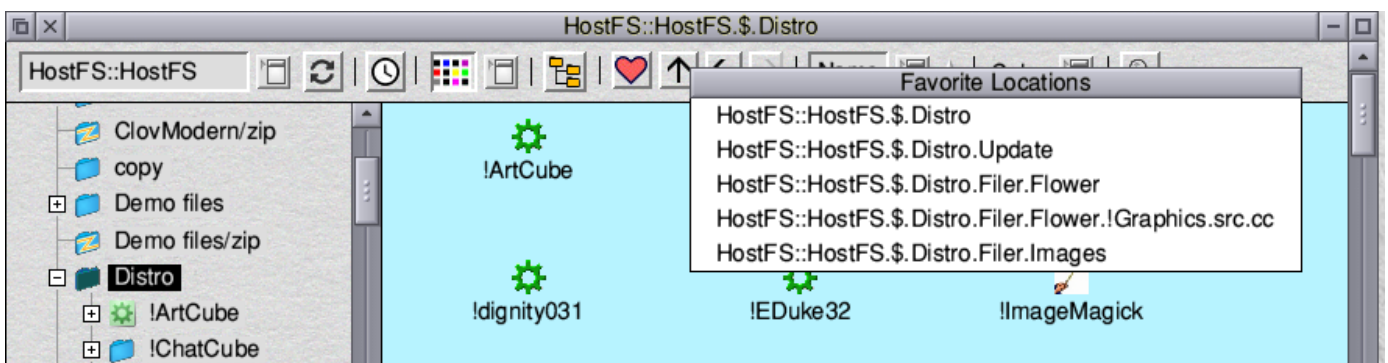 HostFS::HostFS.$.Distro
HostFS::HostFS
Favorite Locations
HostFS::HostFS.$.Distro
HostFS::HostFS.$.Distro.Update
HostFS::HostFS.$.Distro.Filer.Flower
HostFS::HostFS.$.Distro.Filer.Flower.!Graphics.src.cc
HostFS::HostFS.$.Distro.Filer.Images
ClovModern/zip
copy
Demo files
Demo files/zip
Distro
!ArtCube
!ChatCube
!ArtCube
!dignity031
!EDuke32
!ImageMagick